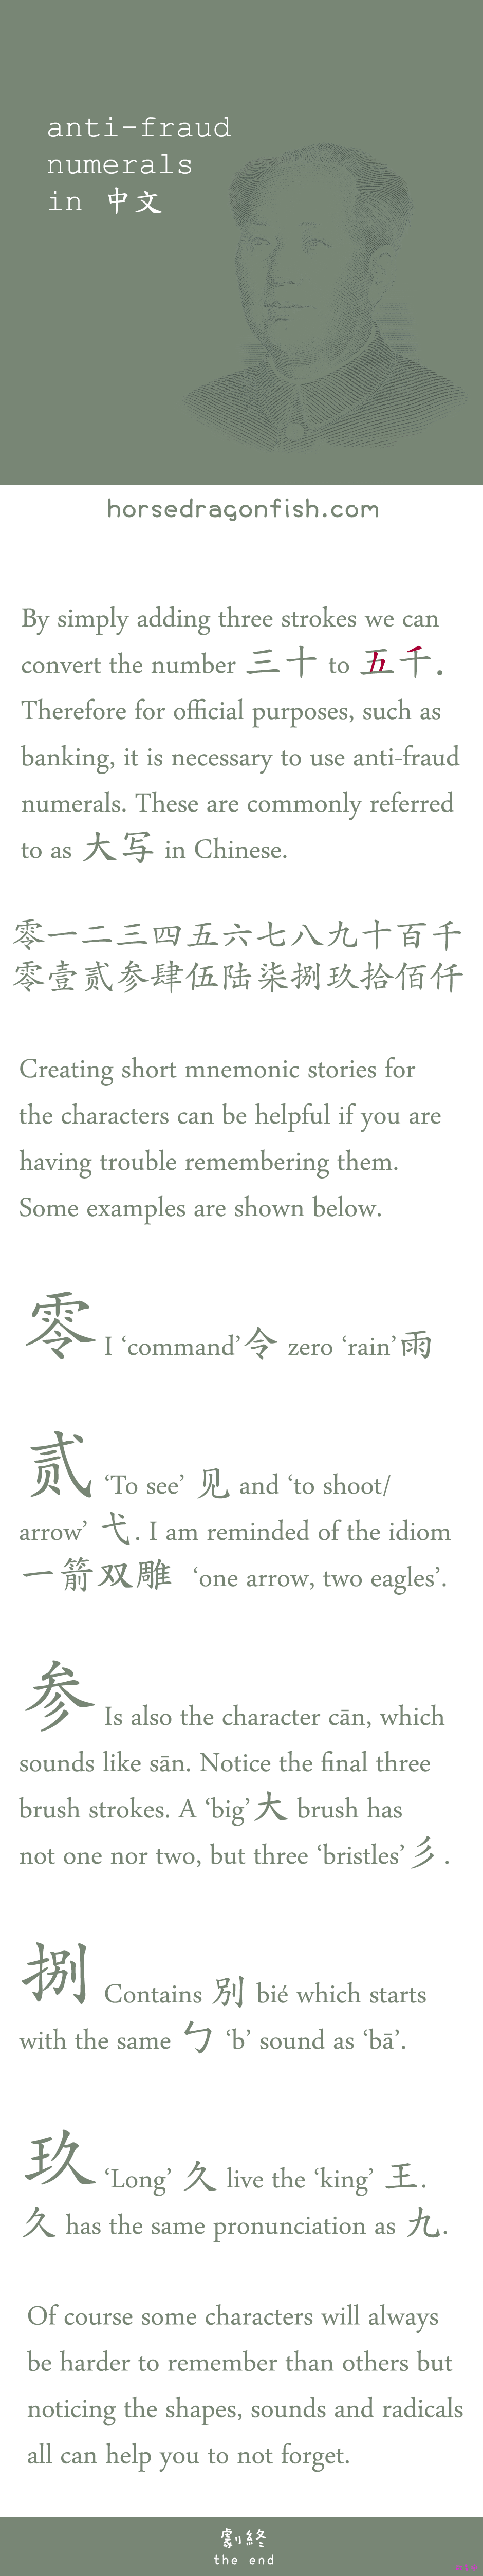 anti-fraud
numerals
in 中文
horsedragonfish.com
By simply adding three strokes we can
convert the number 三十 to 五千.
Therefore for official purposes, such as
banking, it is necessary to use anti-fraud
numerals. These are commonly referred
to as 大写 in Chinese.
零一二三四五六七八九十百千
零壹贰参肆伍陆柒捌玖拾佰仟
Creating short mnemonic stories for
the characters can be helpful if you are
having trouble remembering them.
Some examples are shown below.
零 I ‘command’令 zero ‘rain’雨
贰 ‘To see’ 见 and ‘to shoot/
arrow’ 弋. I am reminded of the idiom
一箭双雕 ‘one arrow, two eagles’.
参 Is also the character cān, which
sounds like sān. Notice the final three
brush strokes. A ‘big’大 brush has
not one nor two, but three ‘bristles’彡.
捌 Contains 別 bié which starts
with the same ㄅ ‘b’ sound as ‘bā’.
玖 ‘Long’ 久 live the ‘king’ 王.
久 has the same pronunciation as 九.
Of course some characters will always
be harder to remember than others but
noticing the shapes, sounds and radicals
all can help you to not forget.
劇終
the end